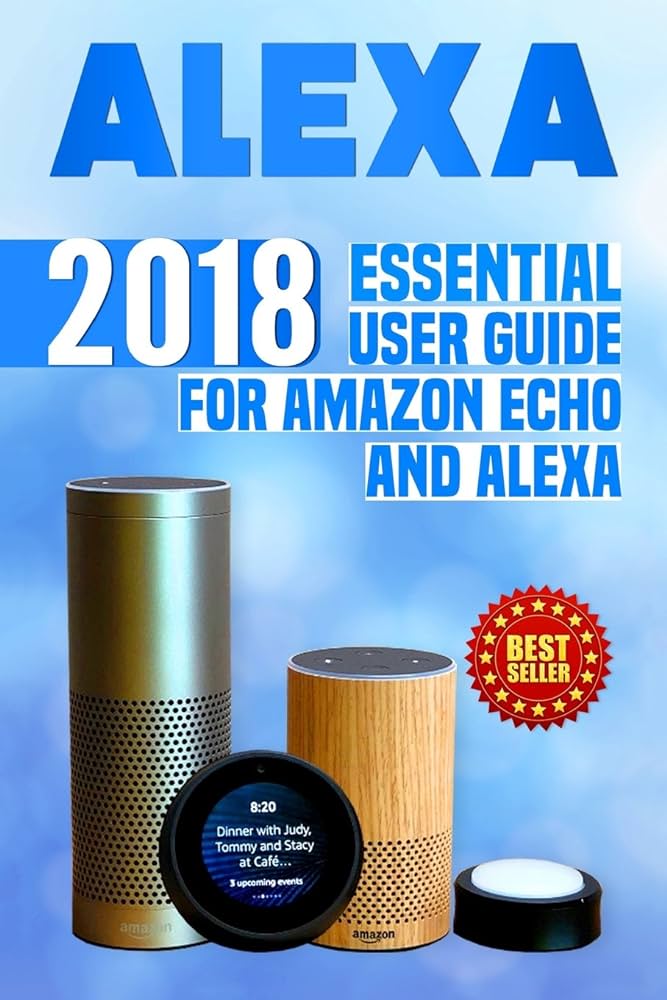 ALEXA
2018
ESSENTIAL
USER GUIDE
FOR AMAZON ECHO
AND ALEXA
BEST
SELLER
8:20
Dinner with Judy,
Tommy and Stacy
at Café...
3 upcoming events
amazon
amazon